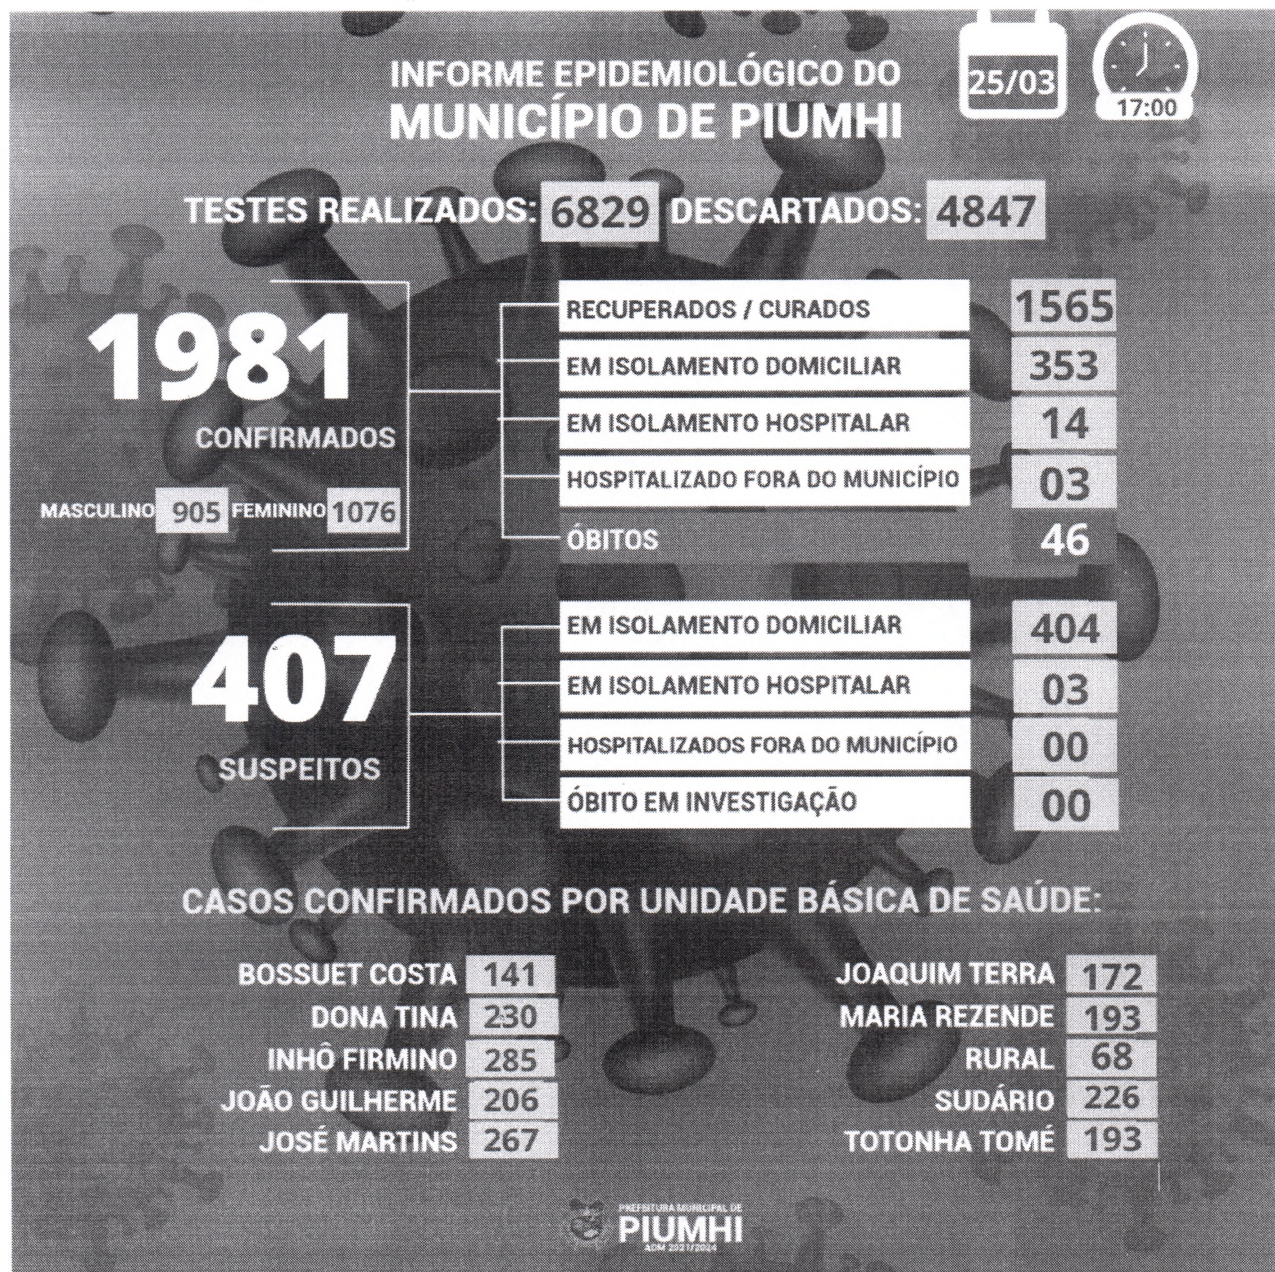 INFORME EPIDEMIOLÓGICO DO
MUNICÍPIO DE PIUMHI
25/03
17:00
TESTES REALIZADOS: 6829 DESCARTADOS: 4847
1981
CONFIRMADOS
MASCULINO 905 FEMININO 1076
RECUPERADOS / CURADOS 1565
EM ISOLAMENTO DOMICILIAR 353
EM ISOLAMENTO HOSPITALAR 14
HOSPITALIZADO FORA DO MUNICÍPIO 03
ÓBITOS 46
407
SUSPEITOS
EM ISOLAMENTO DOMICILIAR 404
EM ISOLAMENTO HOSPITALAR 03
HOSPITALIZADOS FORA DO MUNICÍPIO 00
ÓBITO EM INVESTIGAÇÃO 00
CASOS CONFIRMADOS POR UNIDADE BÁSICA DE SAÚDE:
BOSSUET COSTA 141
DONA TINA 230
INHÔ FIRMINO 285
JOÃO GUILHERME 206
JOSÉ MARTINS 267
JOAQUIM TERRA 172
MARIA REZENDE 193
RURAL 68
SUDÁRIO 226
TOTONHA TOMÉ 193
PREFEITURA MUNICIPAL DE
PIUMHI
ADM 2021/2024